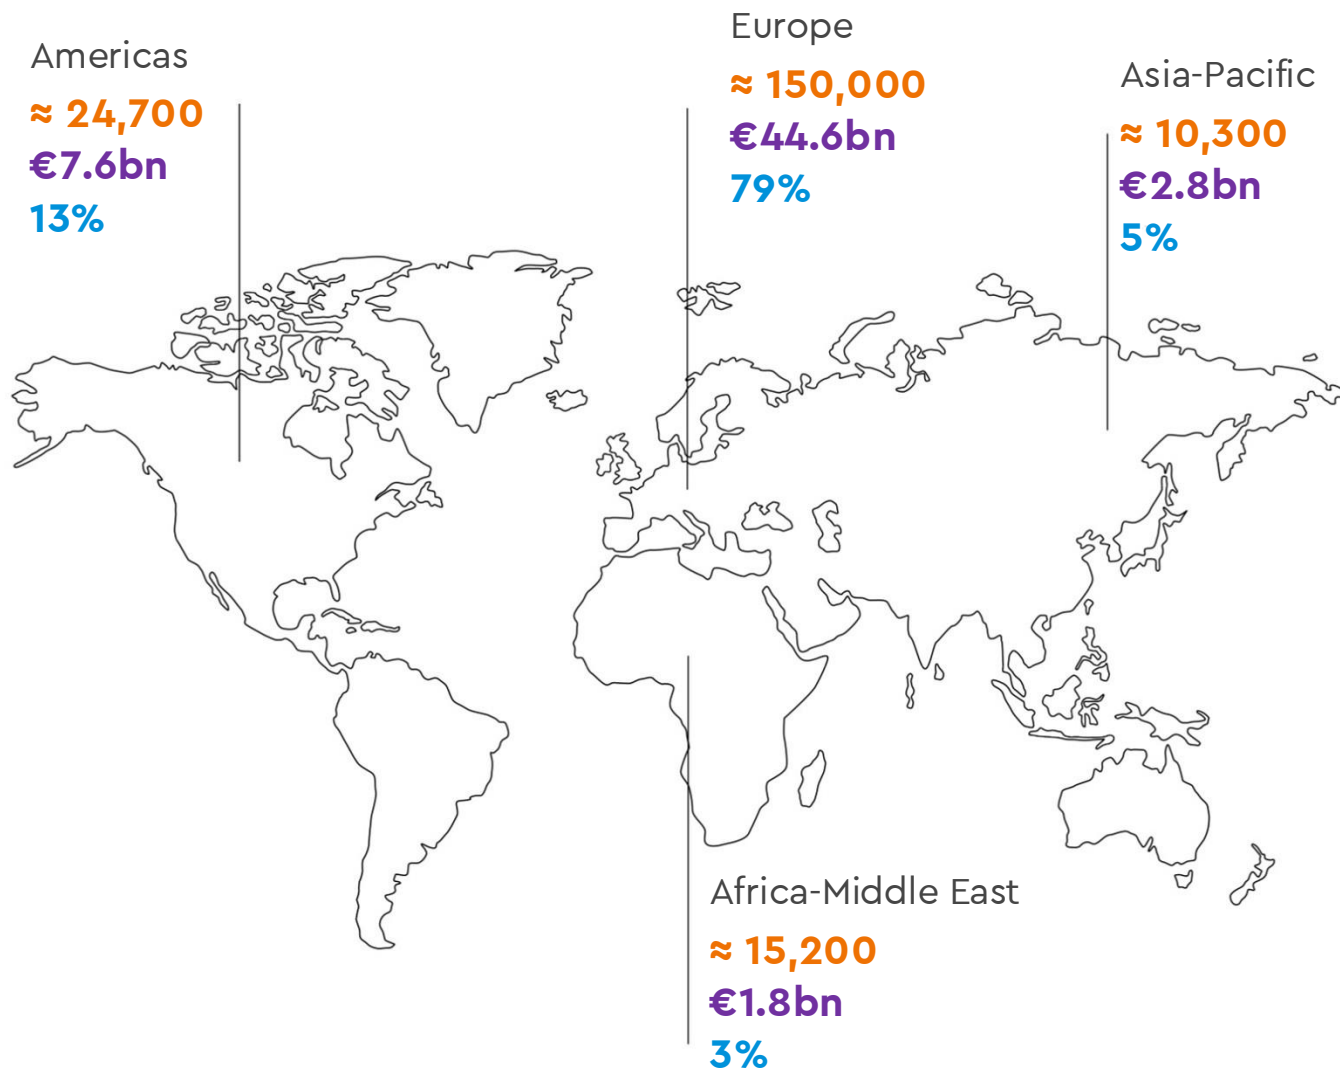 Americas
≈ 24,700
€7.6bn
13%
Europe
≈ 150,000
€44.6bn
79%
Asia-Pacific
≈ 10,300
€2.8bn
5%
Africa-Middle East
≈ 15,200
€1.8bn
3%